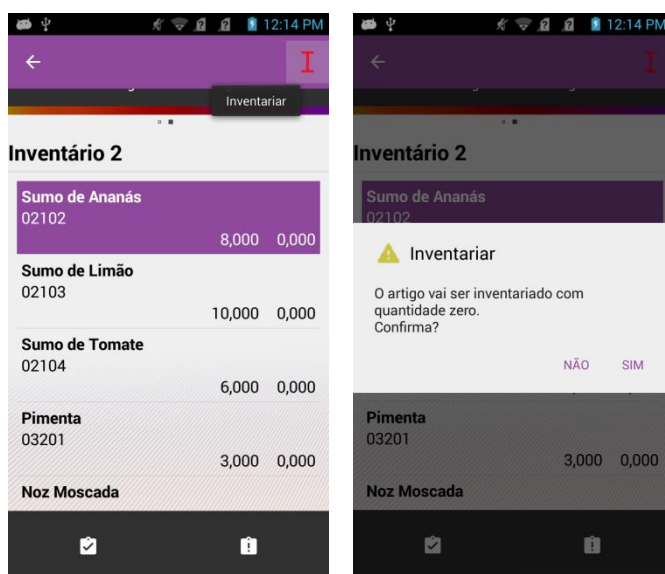 12:14 PM
I
Inventariar
Inventário 2
Sumo de Ananás
02102
8,000 0,000
Sumo de Limão
02103
10,000 0,000
Sumo de Tomate
02104
6,000 0,000
Pimenta
03201
3,000 0,000
Noz Moscada
12:14 PM
I
Inventário 2
Sumo de Ananás
02102
Inventariar
O artigo vai ser inventariado com
quantidade zero.
Confirma?
NÃO SIM
Pimenta
03201
3,000 0,000
Noz Moscada